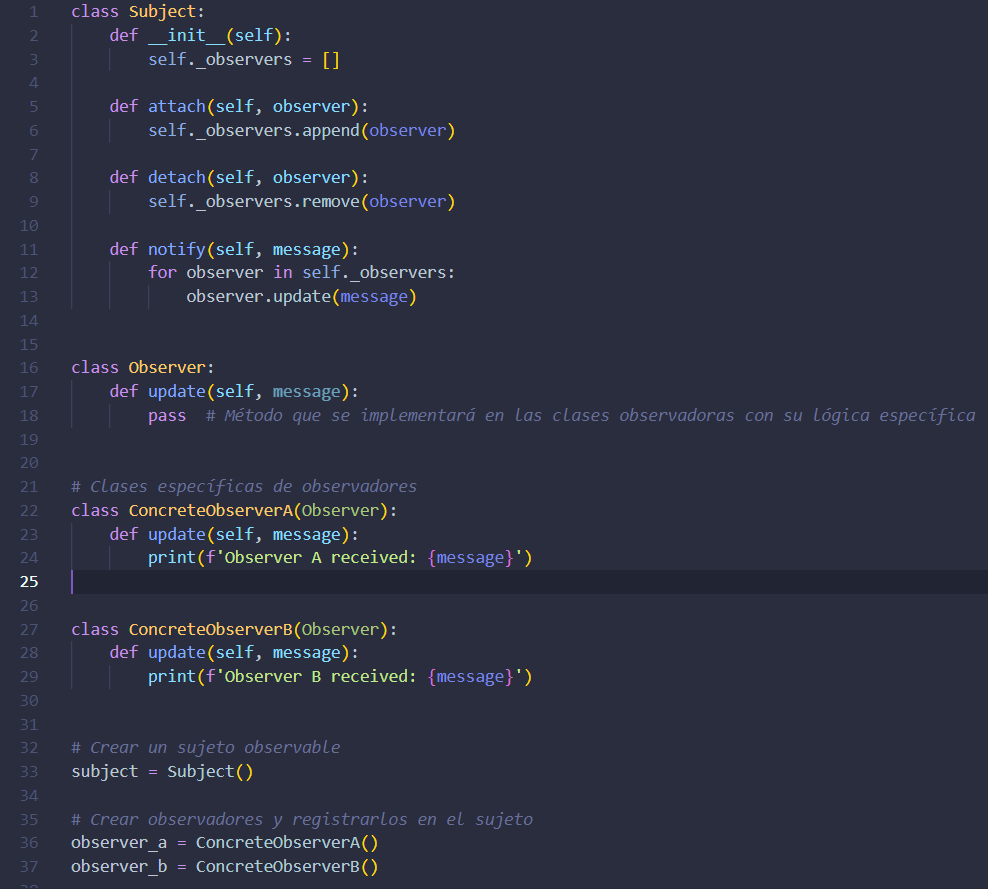 1 class Subject:
2 def __init__(self):
3 self._observers = []
4
5 def attach(self, observer):
6 self._observers.append(observer)
7
8 def detach(self, observer):
9 self._observers.remove(observer)
10
11 def notify(self, message):
12 for observer in self._observers:
13 observer.update(message)
14
15
16 class Observer:
17 def update(self, message):
18 pass # Método que se implementará en las clases observadoras con su lógica específica
19
20
21 # Clases específicas de observadores
22 class ConcreteObserverA(Observer):
23 def update(self, message):
24 print(f'Observer A received: {message}')
25
26
27 class ConcreteObserverB(Observer):
28 def update(self, message):
29 print(f'Observer B received: {message}')
30
31
32 # Crear un sujeto observable
33 subject = Subject()
34
35 # Crear observadores y registrarlos en el sujeto
36 observer_a = ConcreteObserverA()
37 observer_b = ConcreteObserverB()